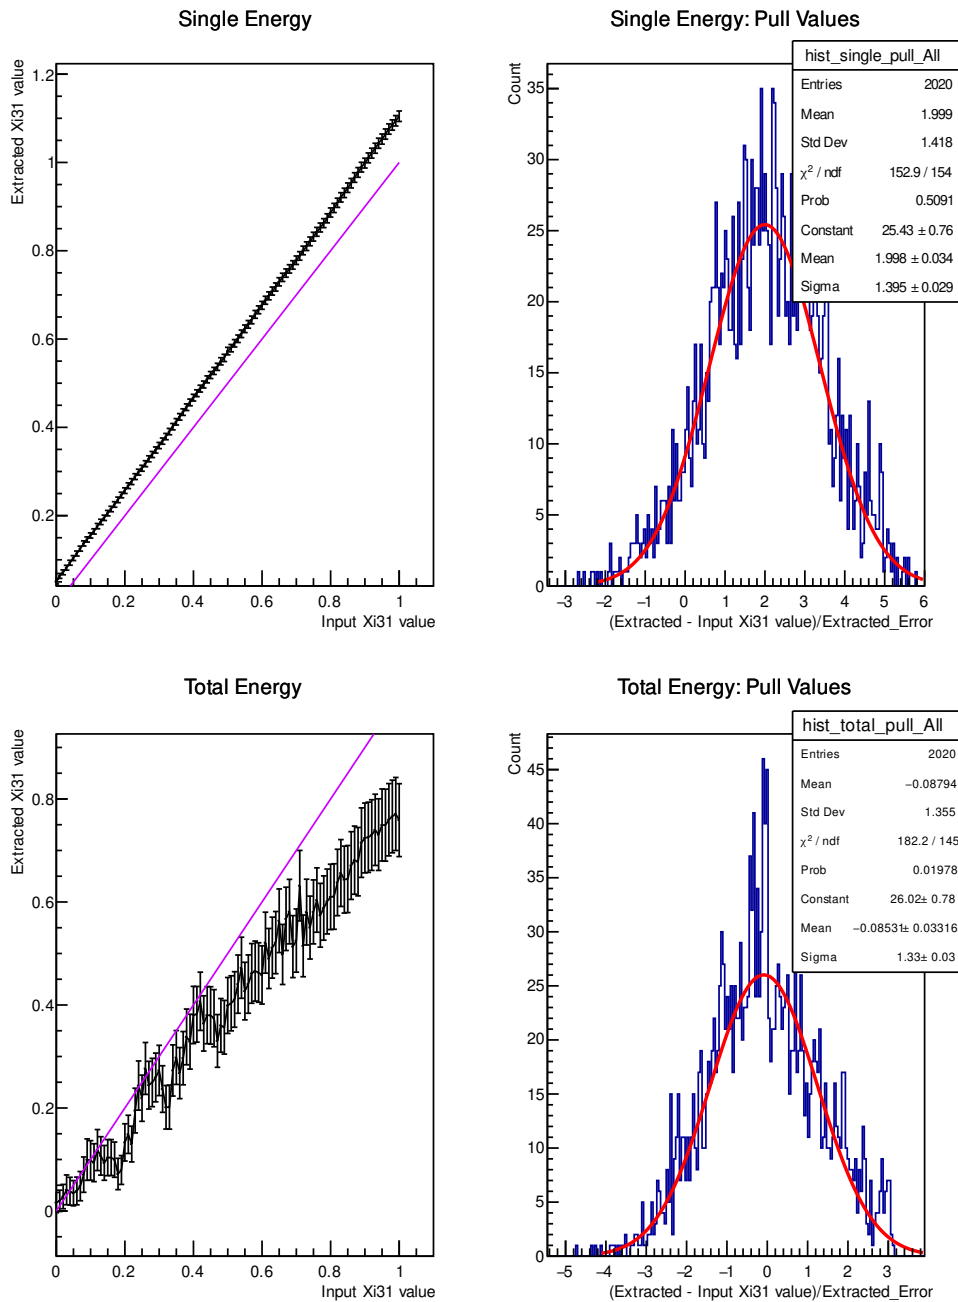 Single Energy
Extracted Xi31 value
1.2
1
0.8
0.6
0.4
0.2
0 0.2 0.4 0.6 0.8 1
Input Xi31 value
Single Energy: Pull Values
Count
35
30
25
20
15
10
5
0
−3 −2 −1 0 1 2 3 4 5 6
(Extracted - Input Xi31 value)/Extracted_Error
hist_single_pull_All
Entries 2020
Mean 1.999
Std Dev 1.418
χ² / ndf 152.9 / 154
Prob 0.5091
Constant 25.43 ± 0.76
Mean 1.998 ± 0.034
Sigma 1.395 ± 0.029
Total Energy
Extracted Xi31 value
0.8
0.6
0.4
0.2
0
0 0.2 0.4 0.6 0.8 1
Input Xi31 value
Total Energy: Pull Values
Count
45
40
35
30
25
20
15
10
5
0
−5 −4 −3 −2 −1 0 1 2 3
(Extracted - Input Xi31 value)/Extracted_Error
hist_total_pull_All
Entries 2020
Mean −0.08794
Std Dev 1.355
χ² / ndf 182.2 / 145
Prob 0.01978
Constant 26.02± 0.78
Mean −0.08531± 0.03316
Sigma 1.33± 0.03